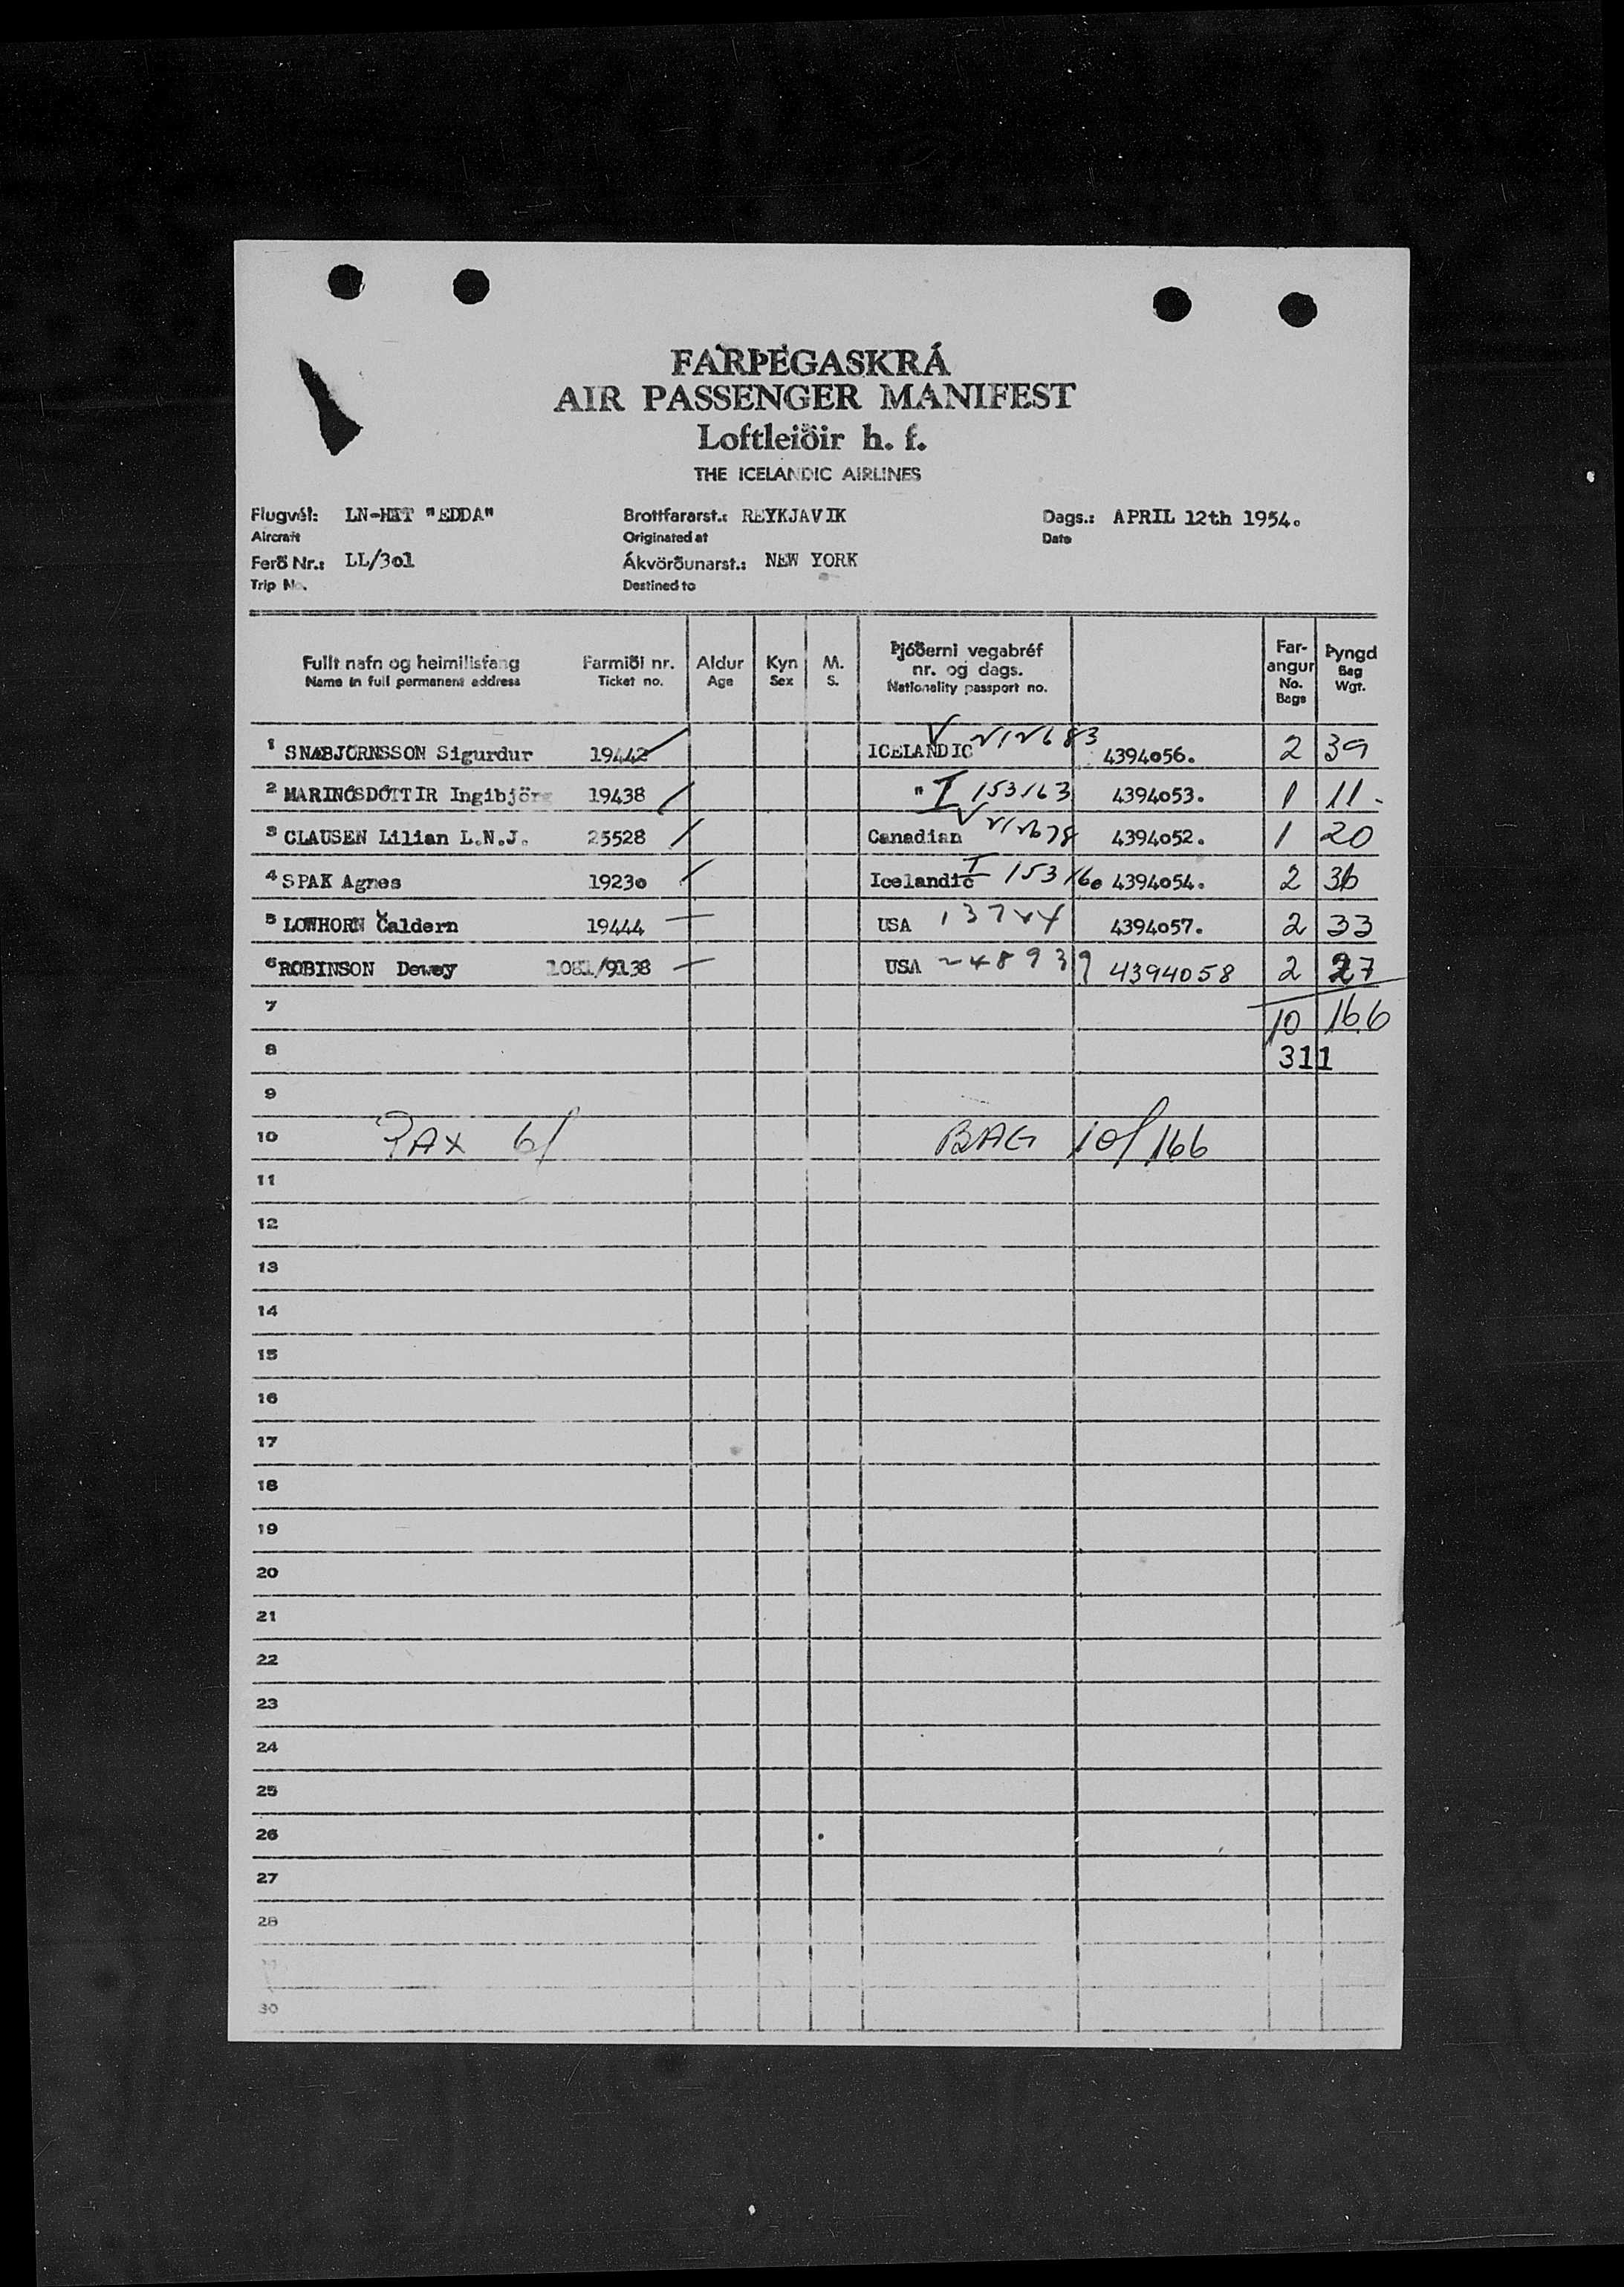 FARÞEGASKRÁ
AIR PASSENGER MANIFEST
Loftleiðir h. f.
THE ICELANDIC AIRLINES
Flugvél: LN-HXT "EDDA" Brottfararst.: REYKJAVIK Dags.: APRIL 12th 1954.
Aircraft Originated at Date
Ferð Nr.: LL/3o1 Ákvörðunarst.: NEW YORK
Trip No. Destined to
Fullt nafn og heimilisfang Farmiði nr. Aldur Kyn M. Þjóðerni vegabréf nr. og dags. Far-angur Þyngd
Name in full permanent address Ticket no. Age Sex S. Nationality passport no. No. Bags Bag Wgt.
1 SNÆBJÖRNSSON Sigurdur 19442 ICELANDIC 4394o56. 2 39
2 MARINÓSDÓTTIR Ingibjörg 19438 " I 153163 4394o53. 1 11.
3 CLAUSEN Lilian L.N.J. 25528 Canadian 4394o52. 1 20
4 SPAK Agnes 1923o Icelandic I 153160 4394o54. 2 36
5 LOWHORN Caldern 19444 USA 4394o57. 2 33
6 ROBINSON Dewey 1081/9138 USA 4394058 2 27
7 10 166
8 311
9
10 PAX 6/ BAG 10/166
11
12
13
14
15
16
17
18
19
20
21
22
23
24
25
26
27
28
30